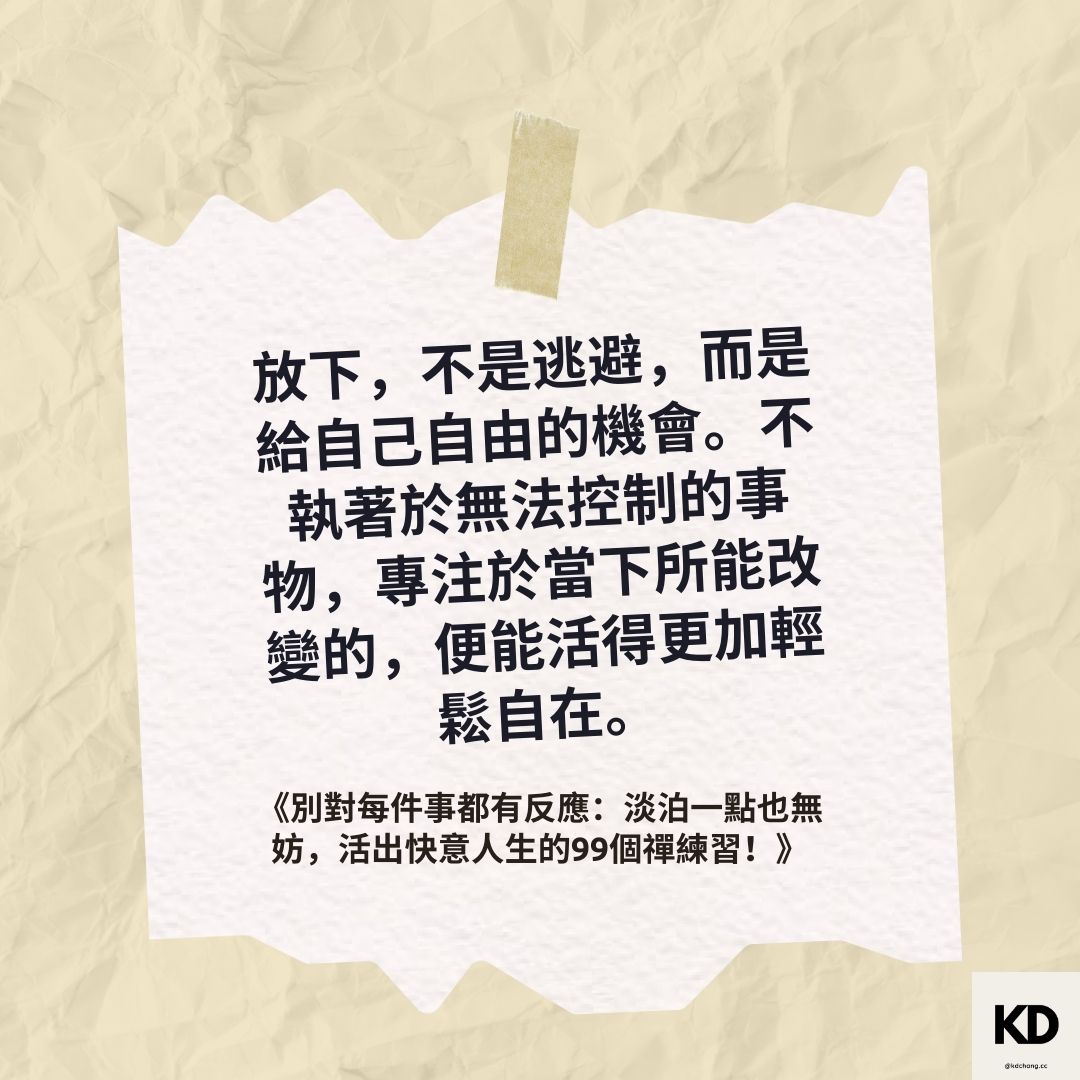 放下，不是逃避，而是
給自己自由的機會。不
執著於無法控制的事
物，專注於當下所能改
變的，便能活得更加輕
鬆自在。
《別對每件事都有反應：淡泊一點也無
妨，活出快意人生的99個禪練習！》
KD
@kdchang.cc